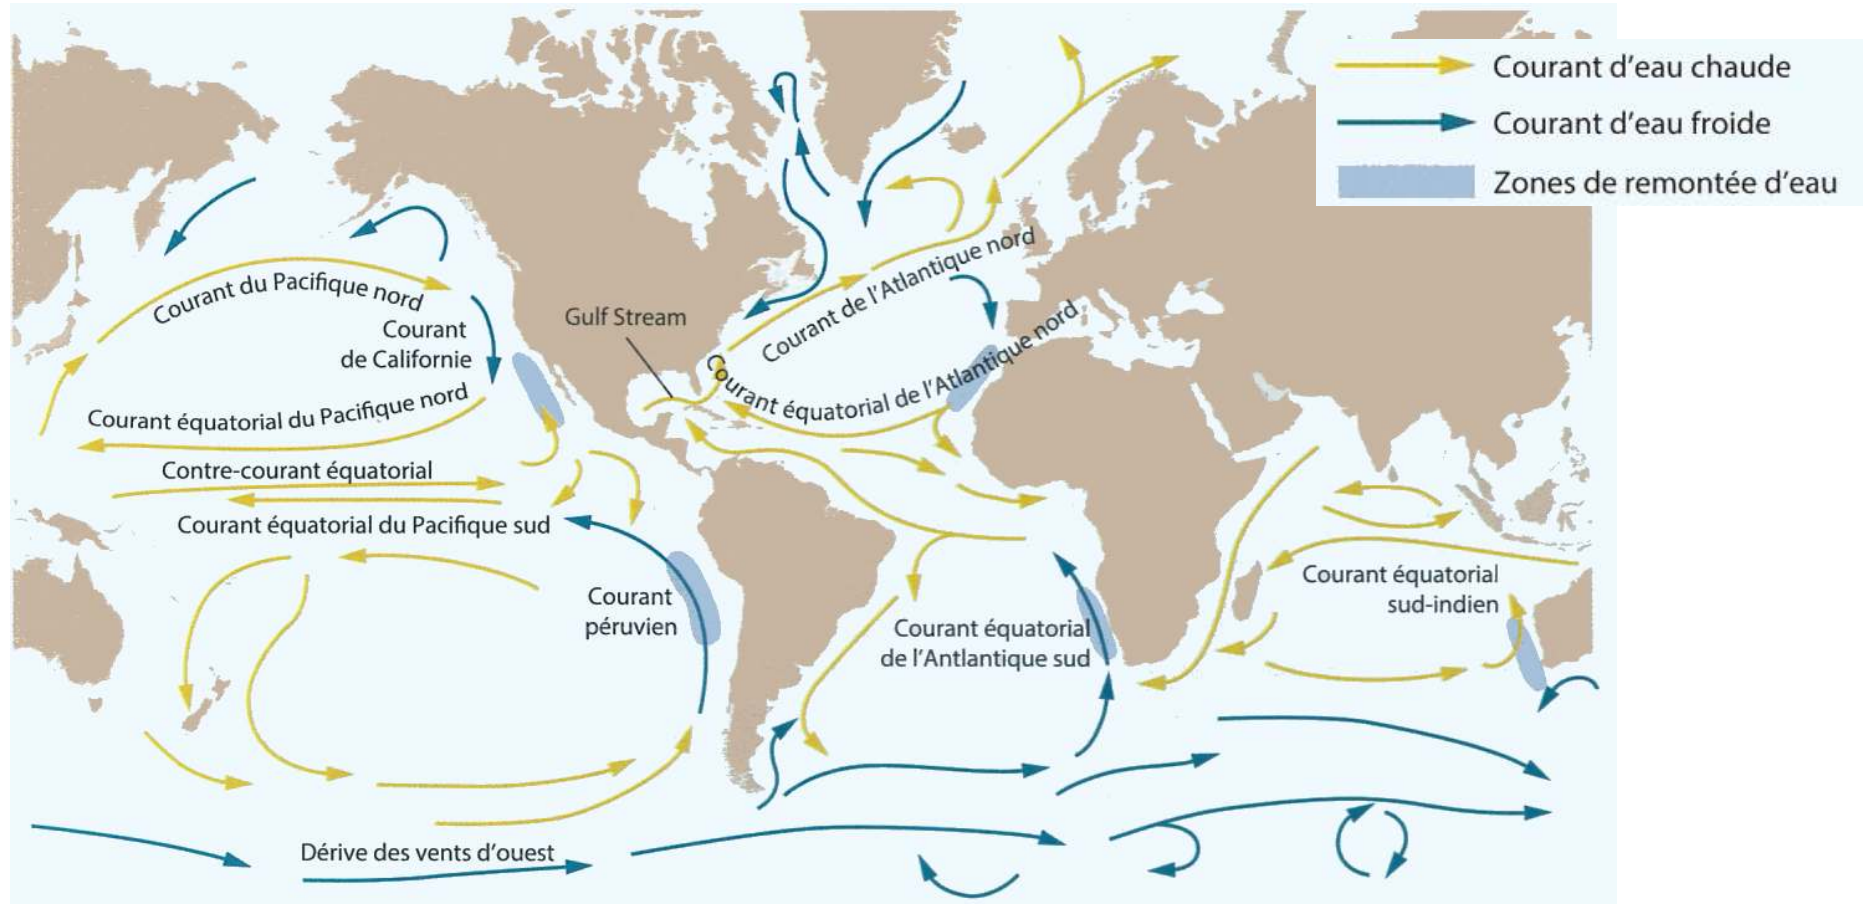 Courant d'eau chaude
Courant d'eau froide
Zones de remontée d'eau
Courant du Pacifique nord
Courant
de Californie
Courant équatorial du Pacifique nord
Contre-courant équatorial
Courant équatorial du Pacifique sud
Courant
péruvien
Dérive des vents d'ouest
Gulf Stream
Courant de l'Atlantique nord
Courant équatorial de l'Atlantique nord
Courant équatorial
de l'Antlantique sud
Courant équatorial
sud-indien